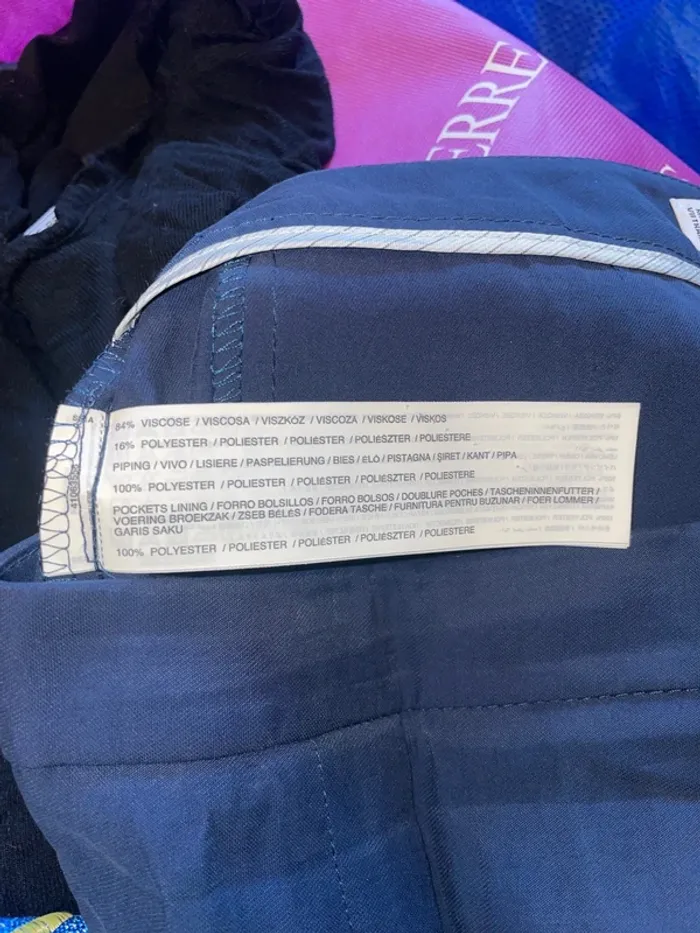 ERRE
84% VISCOSE / VISCOSA / VISZKÓZ / VISCOZA / VISKOSE / VISKOS
16% POLYESTER / POLIESTER / POLIÉSTER / POLIÉSZTER / POLIESTERE
PIPING / VIVO / LISIERE / PASPELIERUNG / BIES / ELŐ / PISTAGNA / ŞIRET / KANT / PIPA
100% POLYESTER / POLIESTER / POLIÉSTER / POLIÉSZTER / POLIESTERE
POCKETS LINING / FORRO BOLSILLOS / FORRO BOLSOS / DOUBLURE POCHES / TASCHENINNENFUTTER /
VOERING BROEKZAK / ZSEB BÉLÉS / FODERA TASCHE / FURNITURA PENTRU BUZUNAR / FOER LOMMER /
GARIS SAKU
100% POLYESTER / POLIESTER / POLIÉSTER / POLIÉSZTER / POLIESTERE